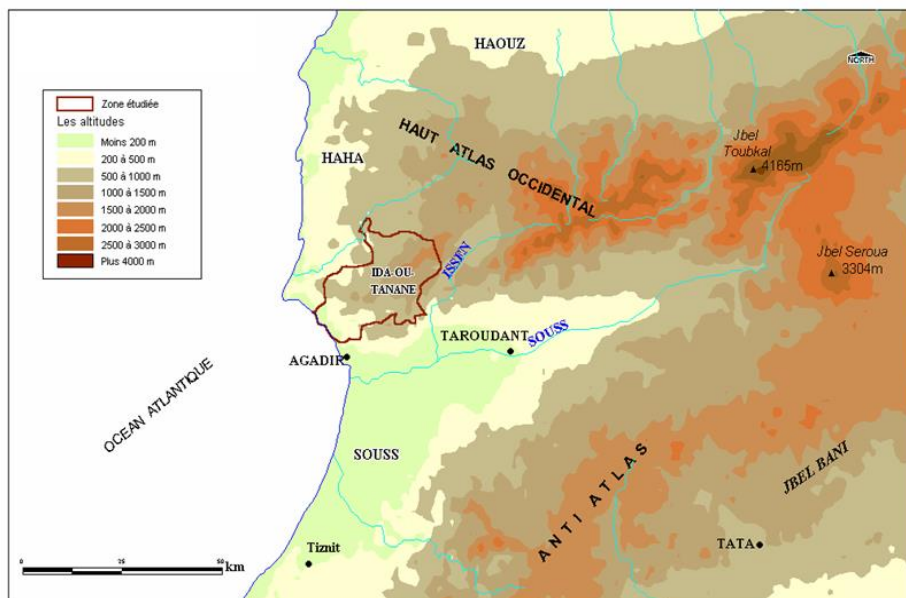 HAOUZ
NORTH
Zone étudiée
Les altitudes
Moins 200 m
200 à 500 m
500 à 1000 m
1000 à 1500 m
1500 à 2000 m
2000 à 2500 m
2500 à 3000 m
Plus 4000 m
HAHA
HAUT ATLAS OCCIDENTAL
Jbel
Toubkal
4165m
Jbel Seroua
3304m
IDA-OU-
TANANE
ISSEN
TAROUDANT
SOUSS
AGADIR
OCEAN ATLANTIQUE
SOUSS
ANTI ATLAS
JBEL BANI
TATA
Tiznit
0 25 50
km